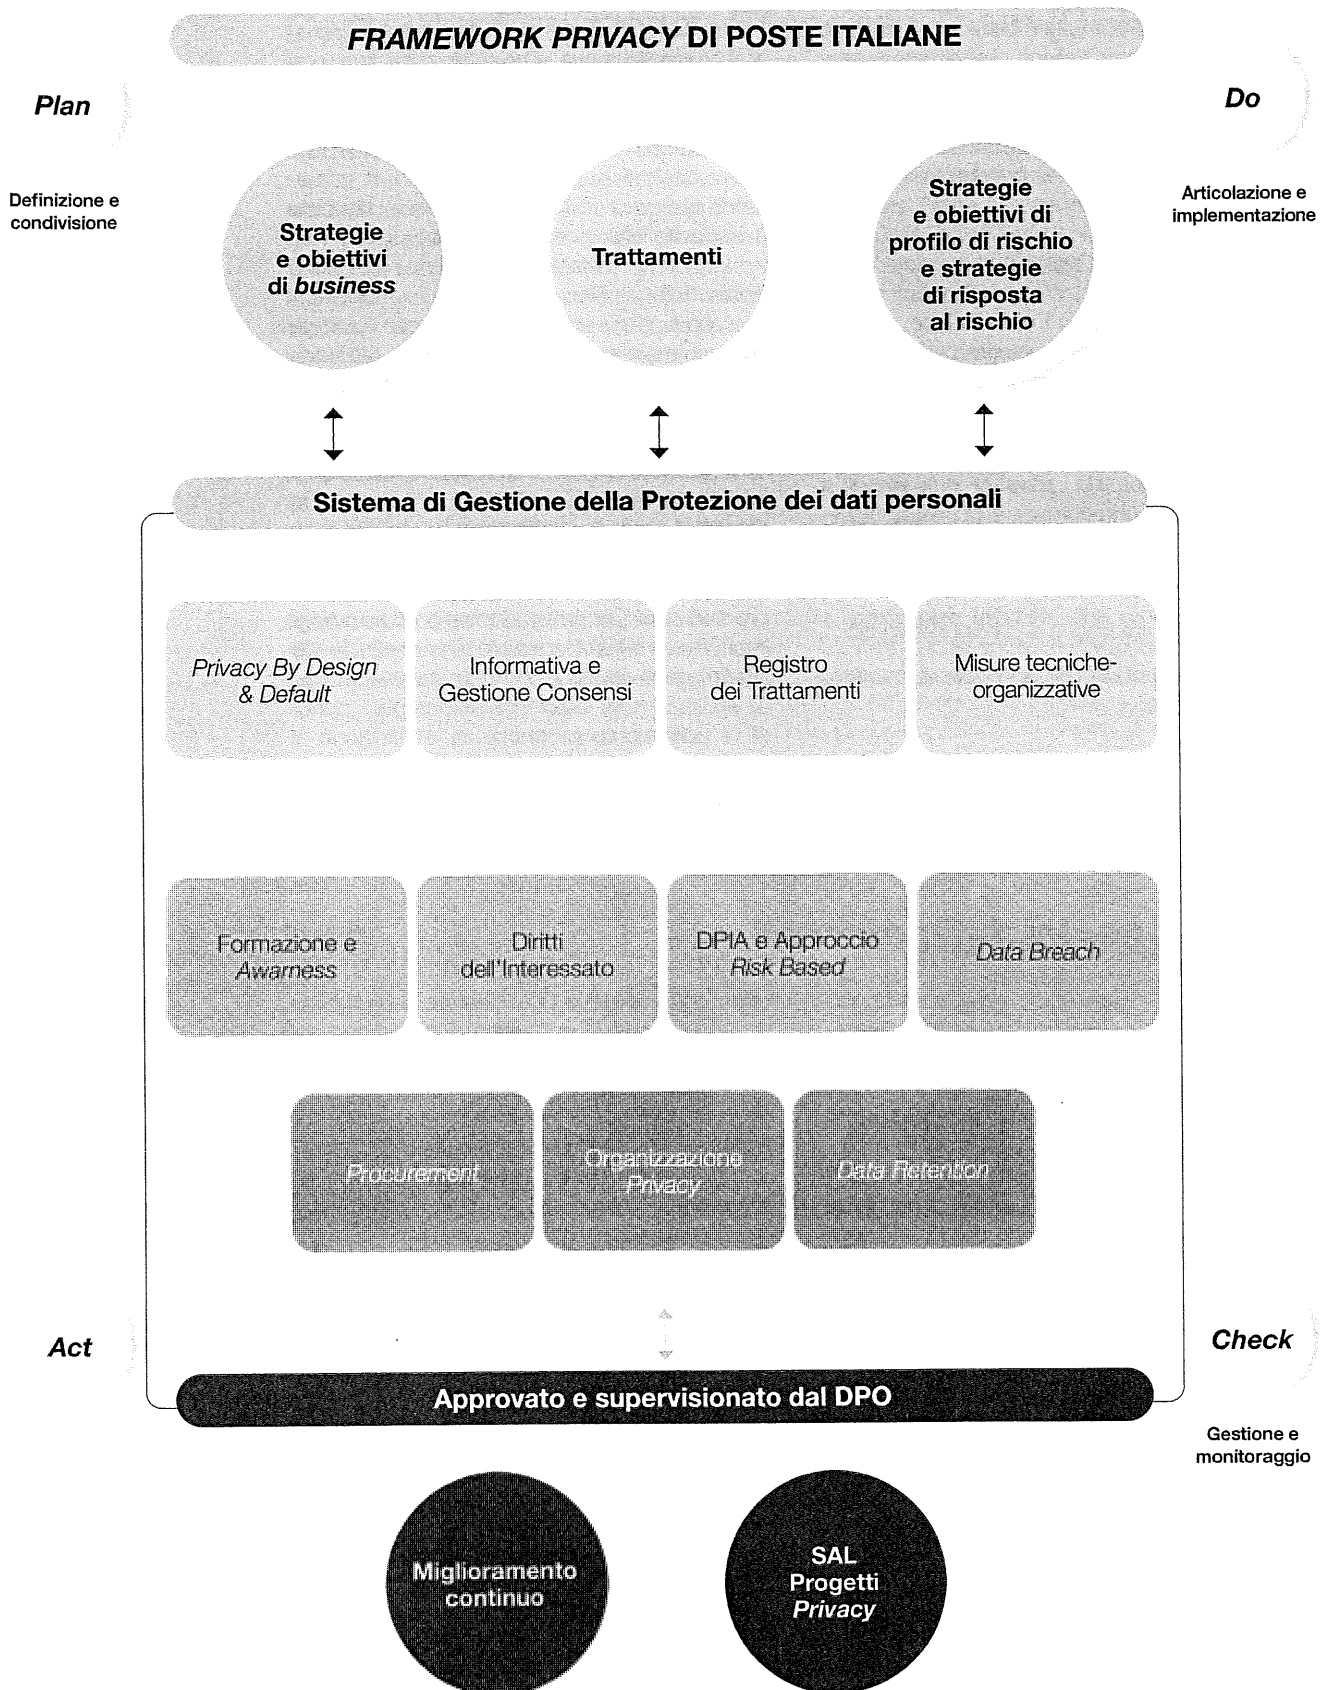 FRAMEWORK PRIVACY DI POSTE ITALIANE
Plan
Do
Definizione e
condivisione
Articolazione e
implementazione
Strategie
e obiettivi
di business
Trattamenti
Strategie
e obiettivi di
profilo di rischio
e strategie
di risposta
al rischio
Sistema di Gestione della Protezione dei dati personali
Privacy By Design
& Default
Informativa e
Gestione Consensi
Registro
dei Trattamenti
Misure tecniche-
organizzative
Formazione e
Awarness
Diritti
dell'Interessato
DPIA e Approccio
Risk Based
Data Breach
Procurement
Organizzazione
Privacy
Data Retention
Act
Check
Approvato e supervisionato dal DPO
Gestione e
monitoraggio
Miglioramento
continuo
SAL
Progetti
Privacy